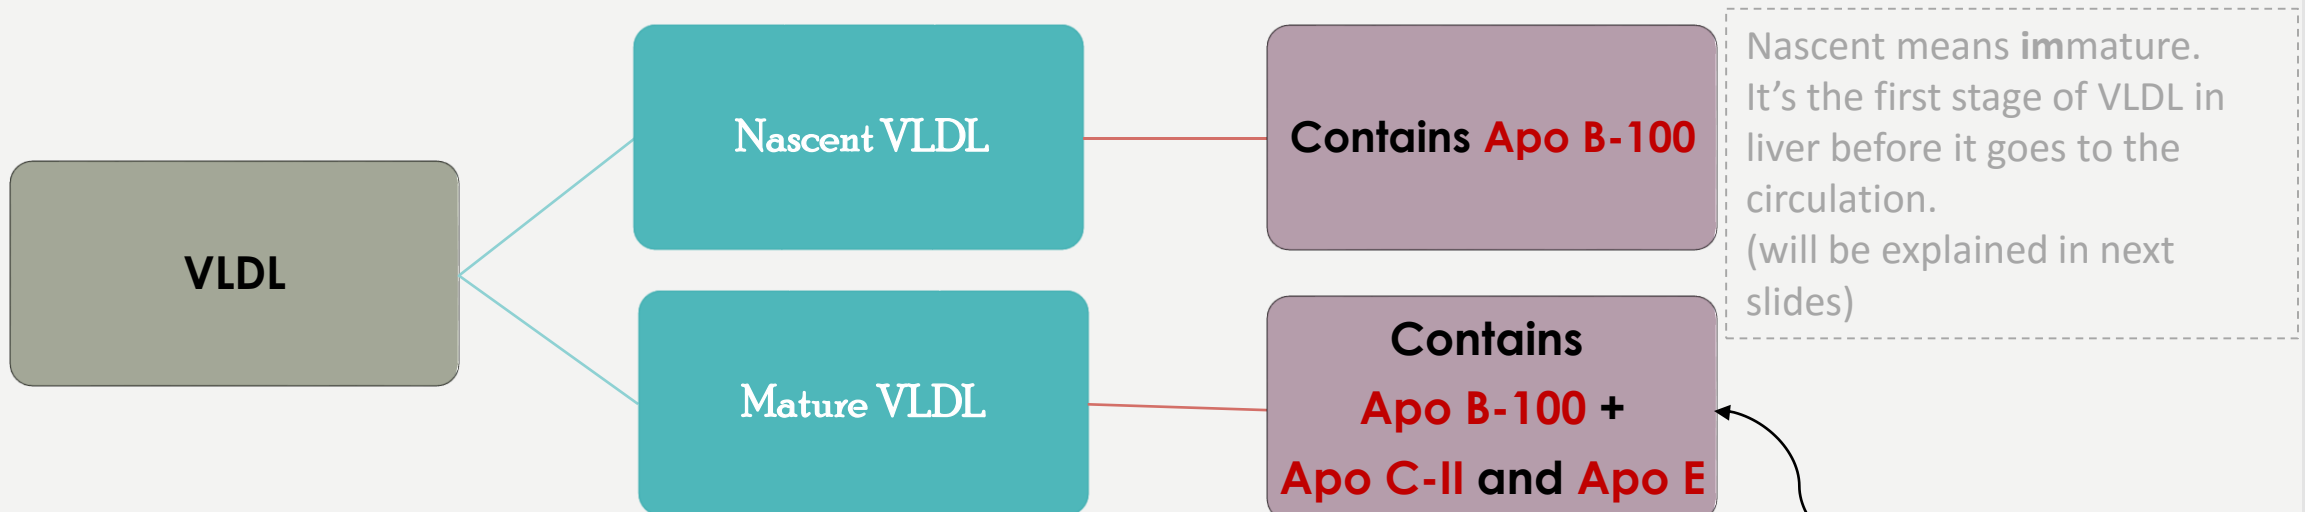 VLDL
Nascent VLDL
Contains Apo B-100
Nascent means immature.
It’s the first stage of VLDL in
liver before it goes to the
circulation.
(will be explained in next
slides)
Mature VLDL
Contains
Apo B-100 +
Apo C-II and Apo E